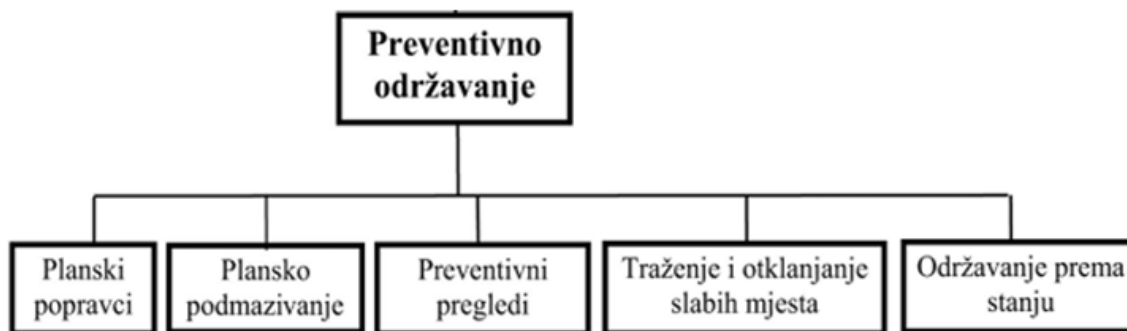 Preventivno
održavanje
Planski
popravci
Plansko
podmazivanje
Preventivni
pregledi
Traženje i otklanjanje
slabih mjesta
Održavanje prema
stanju